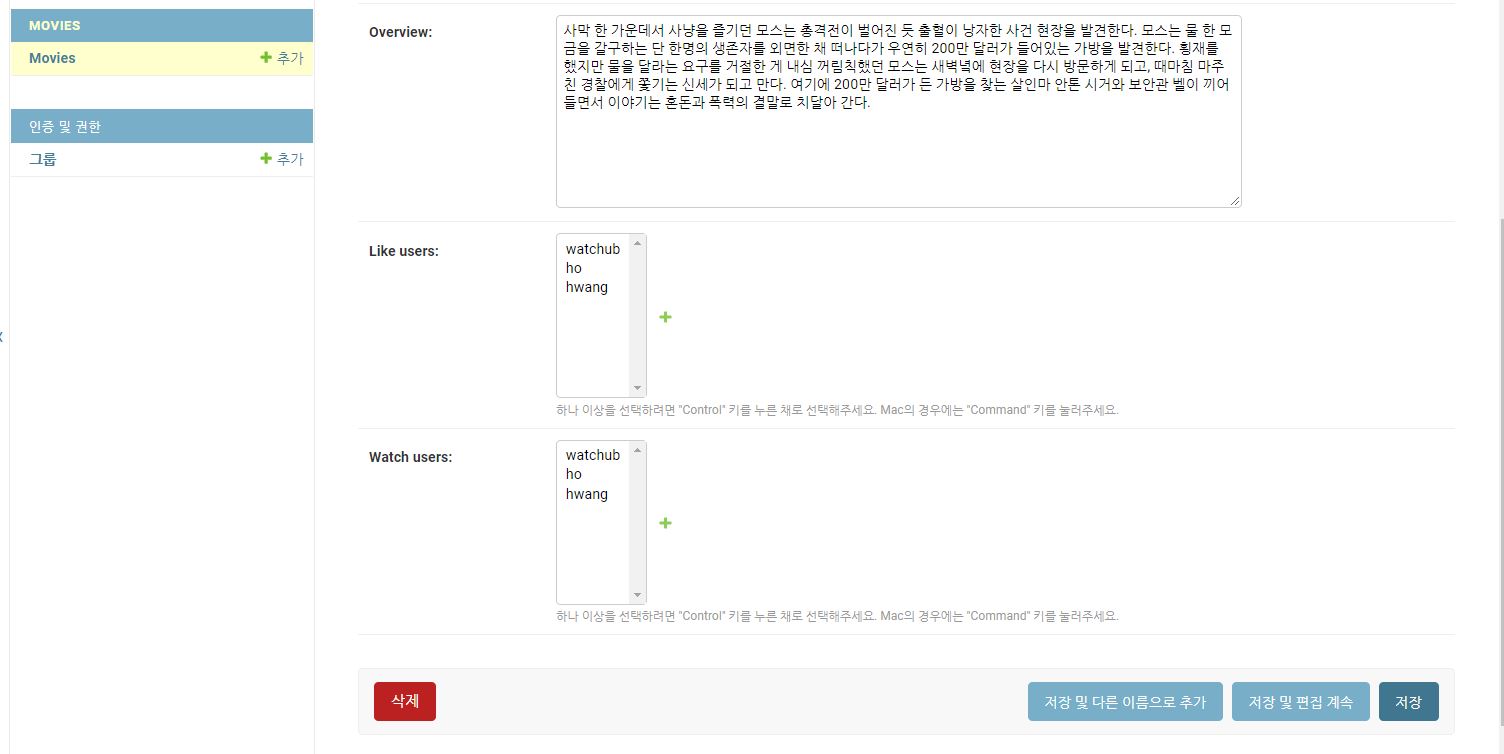 MOVIES
Movies
추가
인증 및 권한
그룹
추가
Overview:
사막 한 가운데서 사냥을 즐기던 모스는 총격전이 벌어진 듯 출혈이 낭자한 사건 현장을 발견한다. 모스는 물 한 모
금을 갈구하는 단 한명의 생존자를 외면한 채 떠나다가 우연히 200만 달러가 들어있는 가방을 발견한다. 횡재를
했지만 물을 달라는 요구를 거절한 게 내심 꺼림칙했던 모스는 새벽녘에 현장을 다시 방문하게 되고, 때마침 마주
친 경찰에게 쫓기는 신세가 되고 만다. 여기에 200만 달러가 든 가방을 찾는 살인마 안톤 시거와 보안관 벨이 끼어
들면서 이야기는 혼돈과 폭력의 결말로 치달아 간다.
Like users:
watchub
ho
hwang
하나 이상을 선택하려면 "Control" 키를 누른 채로 선택해주세요. Mac의 경우에는 "Command" 키를 눌러주세요.
Watch users:
watchub
ho
hwang
하나 이상을 선택하려면 "Control" 키를 누른 채로 선택해주세요. Mac의 경우에는 "Command" 키를 눌러주세요.
삭제
저장 및 다른 이름으로 추가
저장 및 편집 계속
저장